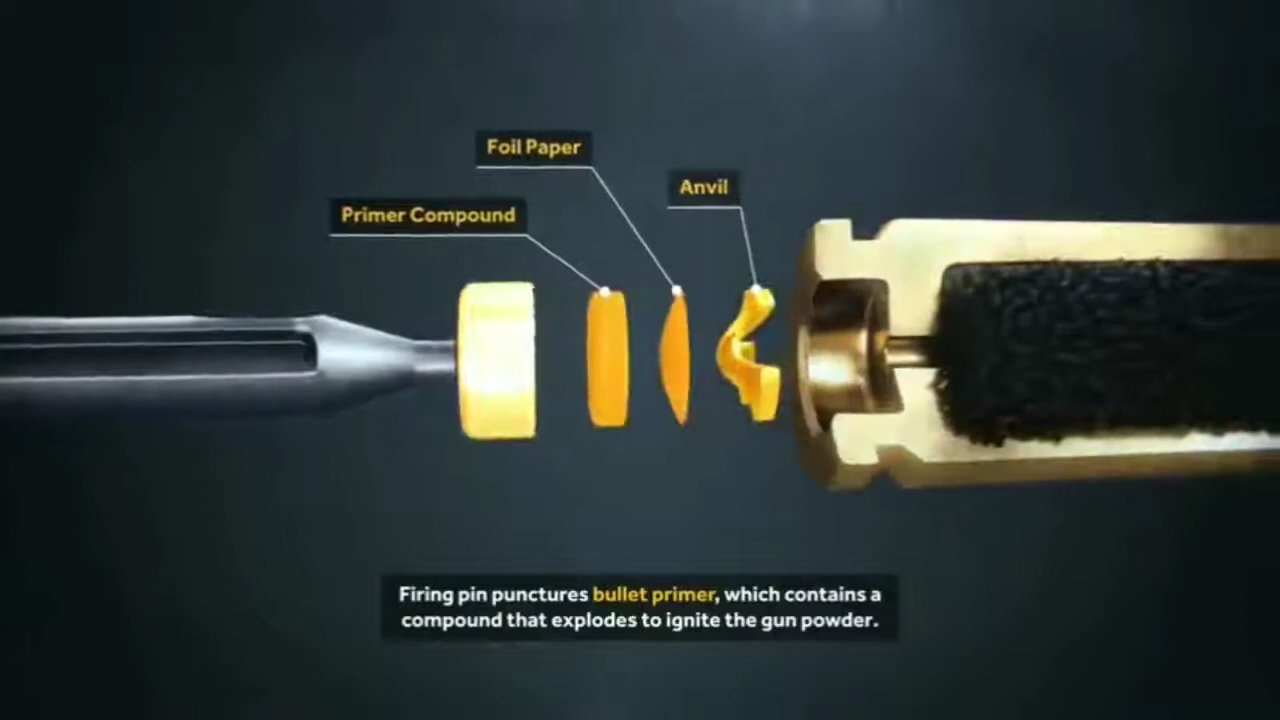 Foil Paper
Anvil
Primer Compound
Firing pin punctures bullet primer, which contains a
compound that explodes to ignite the gun powder.